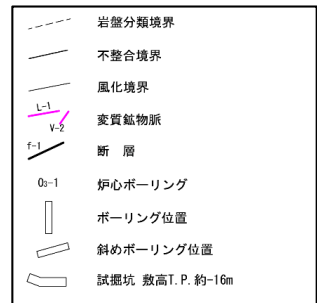 岩盤分類境界
不整合境界
風化境界
L-1
V-2
変質鉱物脈
f-1
断 層
O₃-1 炉心ボーリング
ボーリング位置
斜めボーリング位置
試掘坑 敷高T.P.約-16m